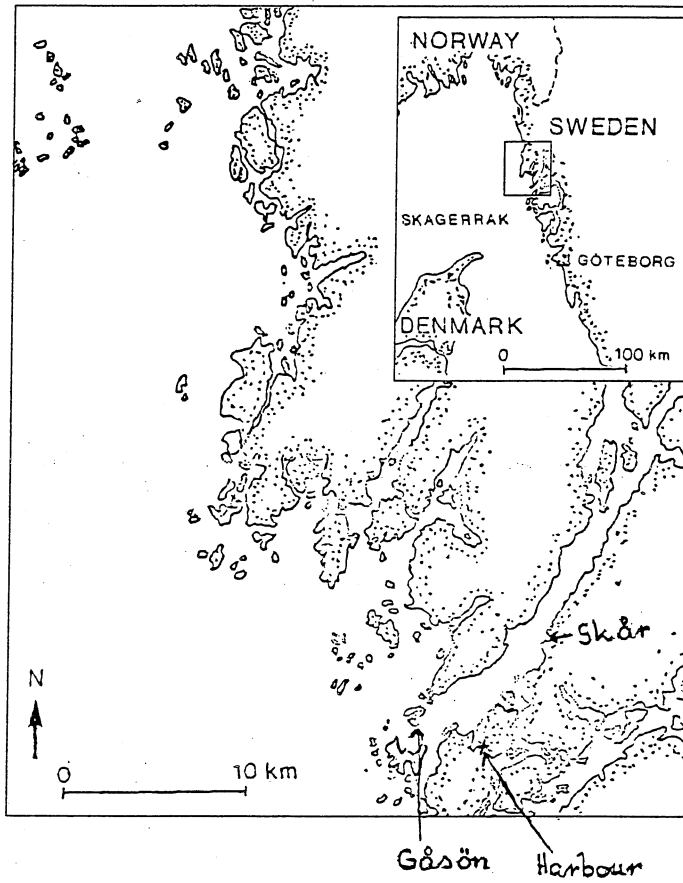 NORWAY
SWEDEN
SKAGERRAK
GÖTEBORG
DENMARK
0 100 km
Skår
N
0 10 km
Gåsön
Harbour